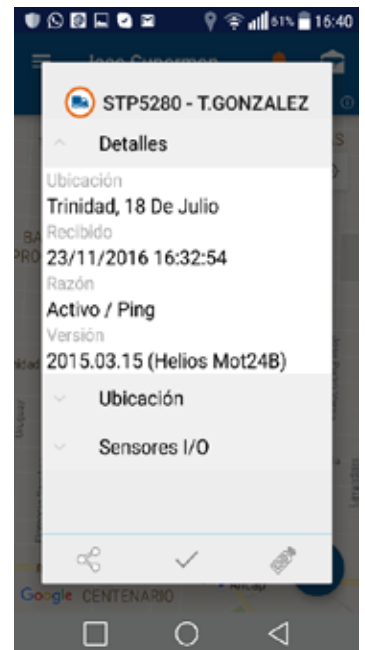 61% 16:40
STP5280 - T.GONZALEZ
Detalles
Ubicación
Trinidad, 18 De Julio
Recibido
23/11/2016 16:32:54
Razón
Activo / Ping
Versión
2015.03.15 (Helios Mot24B)
Ubicación
Sensores I/O
Google CENTENARIO